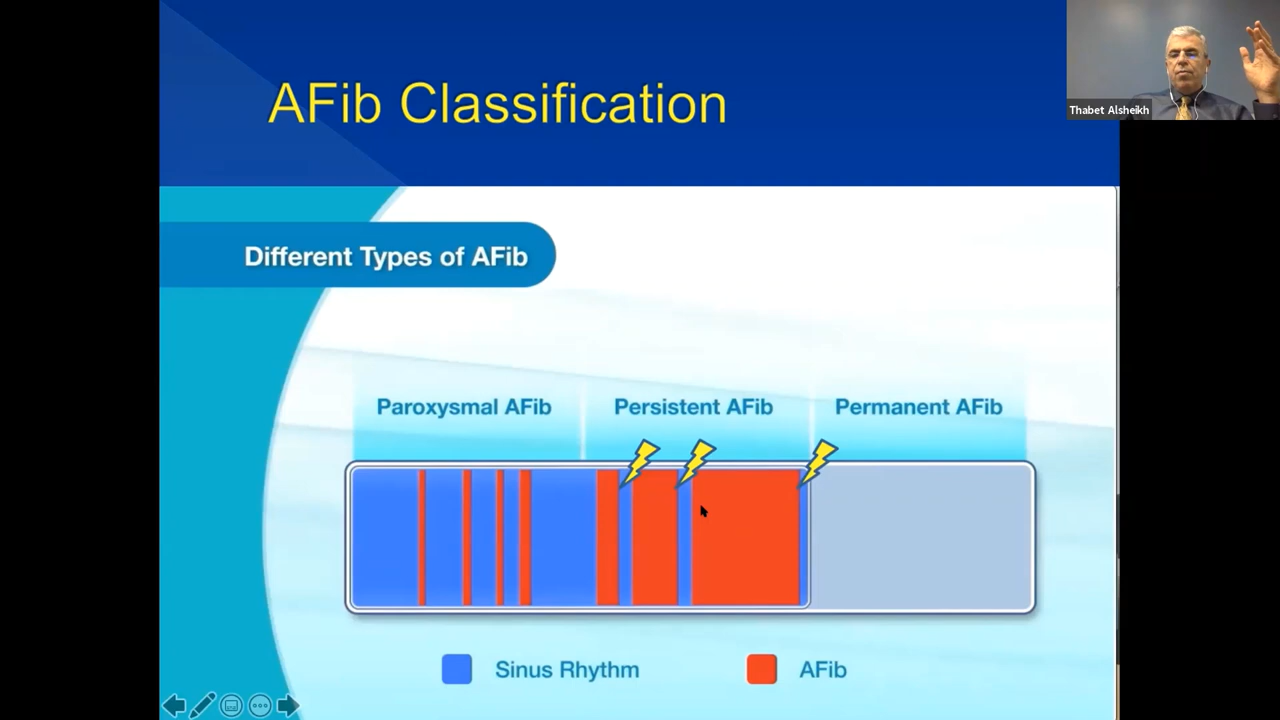 AFib Classification
Thabet Alsheikh
Different Types of AFib
Paroxysmal AFib
Persistent AFib
Permanent AFib
Sinus Rhythm
AFib